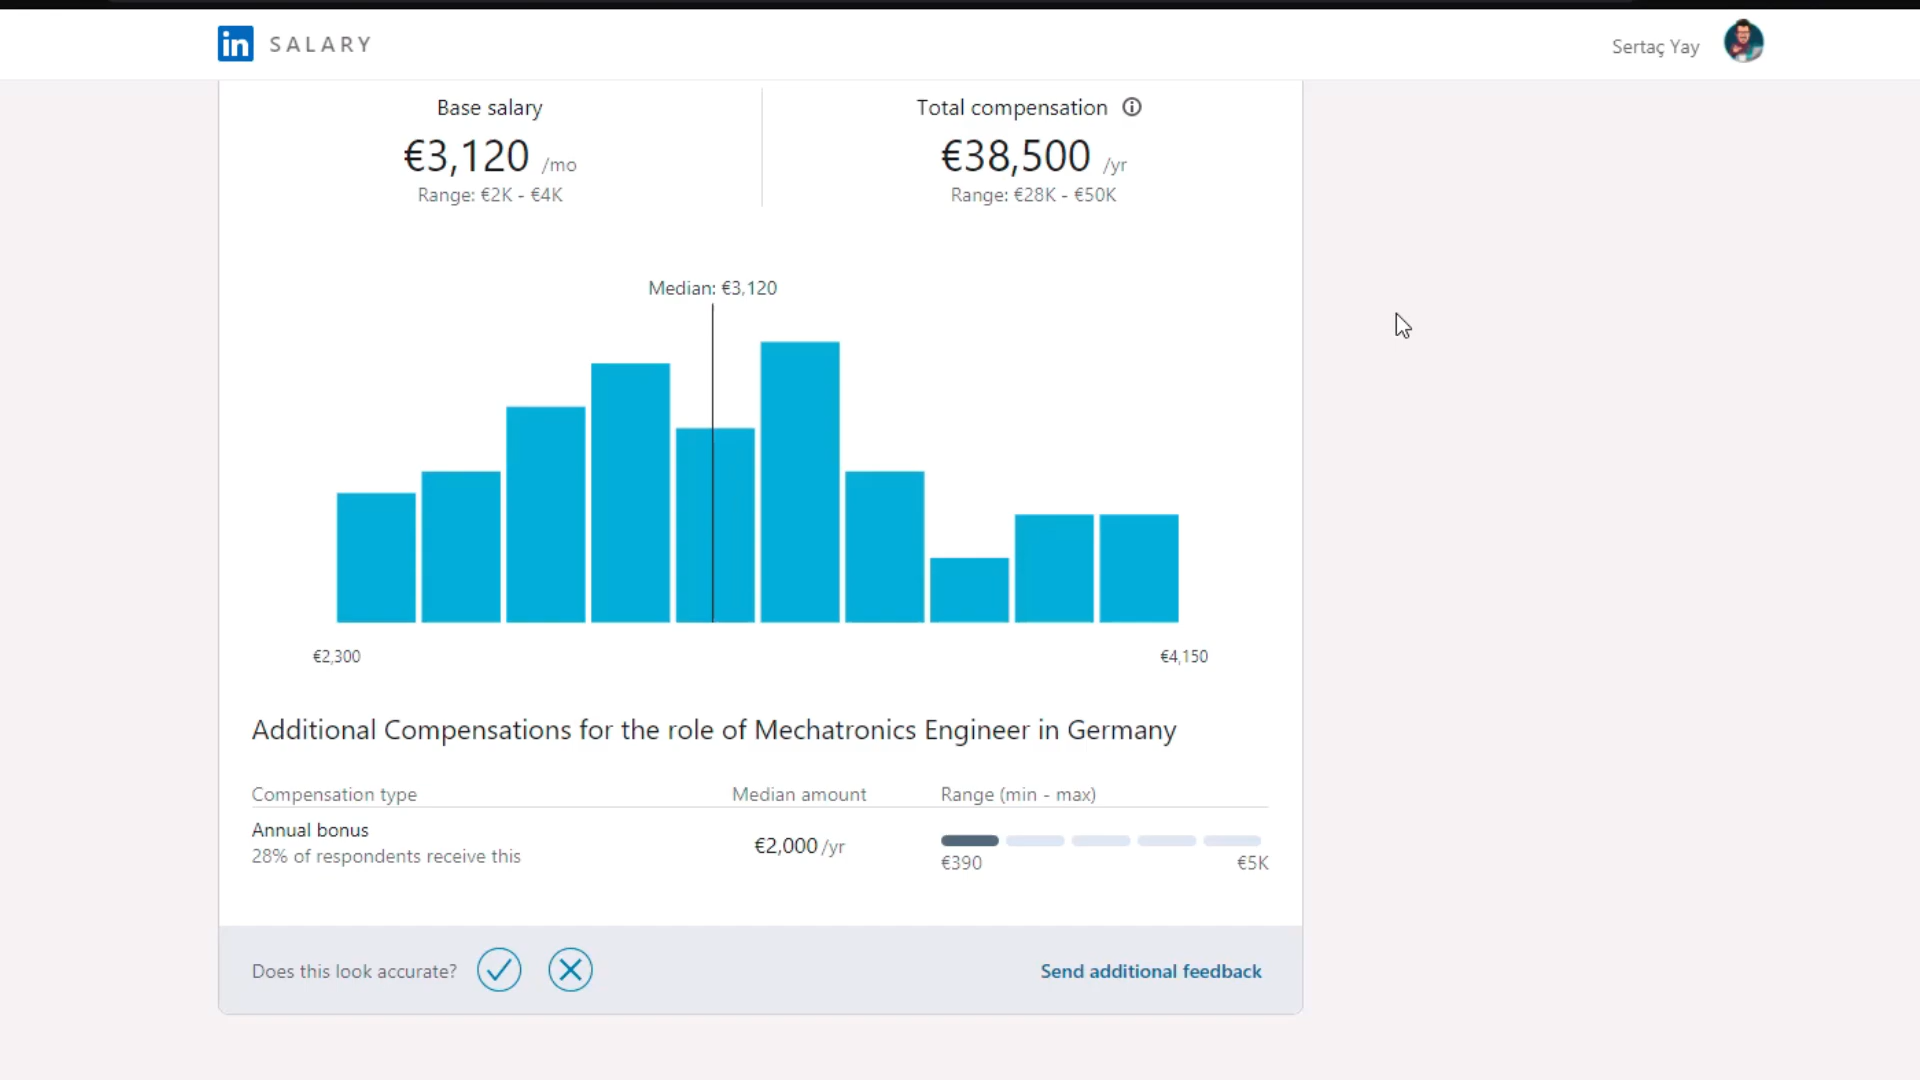 in SALARY
Sertaç Yay
Base salary
€3,120 /mo
Range: €2K - €4K
Total compensation
€38,500 /yr
Range: €28K - €50K
Median: €3,120
€2,300
€4,150
Additional Compensations for the role of Mechatronics Engineer in Germany
Compensation type Median amount Range (min - max)
Annual bonus
28% of respondents receive this
€2,000 /yr
€390 €5K
Does this look accurate?
Send additional feedback